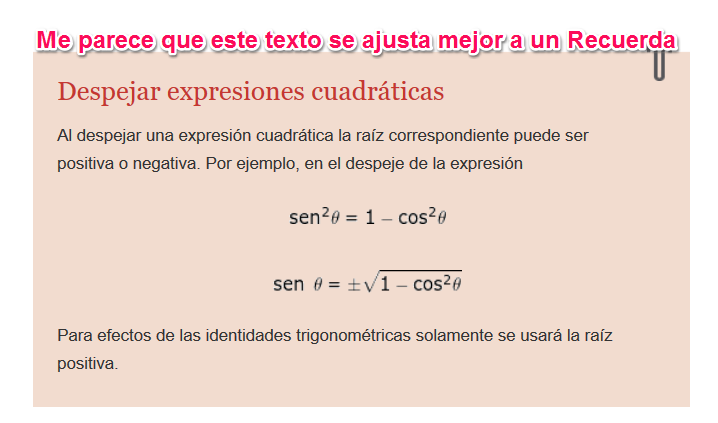 Me parece que este texto se ajusta mejor a un Recuerda
Despejar expresiones cuadráticas
Al despejar una expresión cuadrática la raíz correspondiente puede ser
positiva o negativa. Por ejemplo, en el despeje de la expresión
sen²θ = 1 – cos²θ
sen θ = ±√1 – cos²θ
Para efectos de las identidades trigonométricas solamente se usará la raíz
positiva.